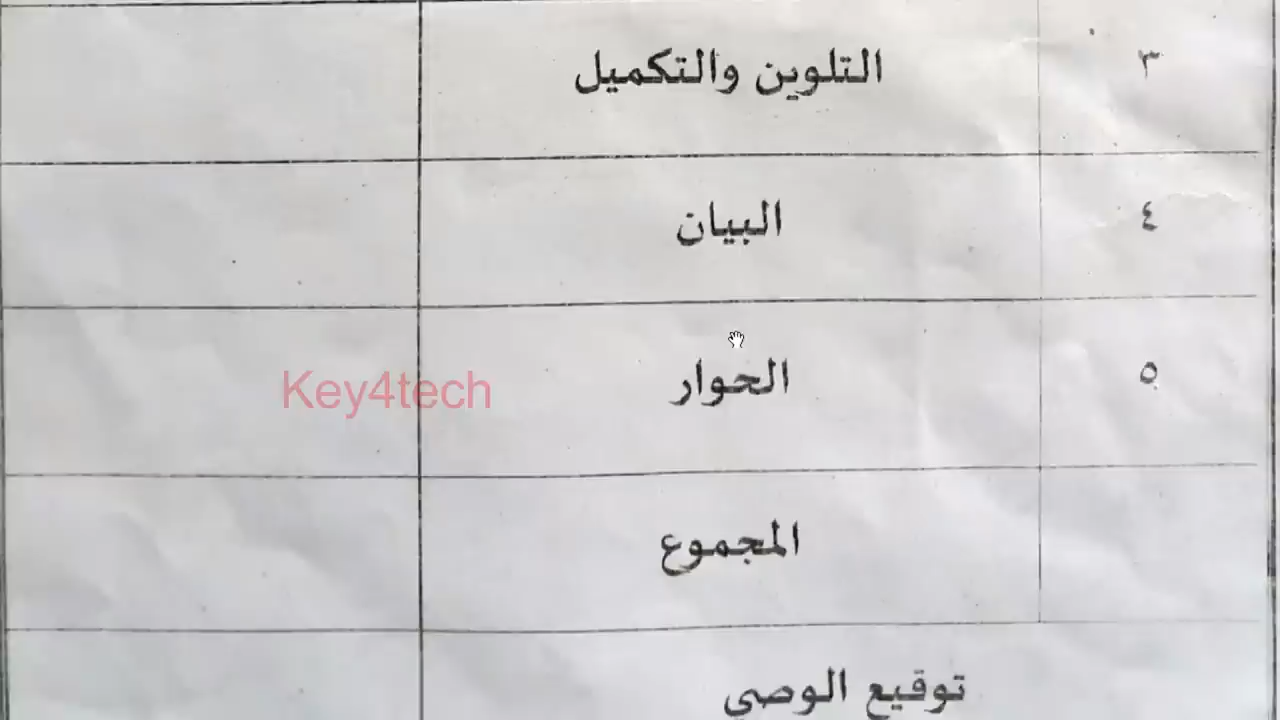 ٣ التلوين والتكميل
٤ البيان
٥ الحوار
Key4tech
المجموع
توقيع الوصي